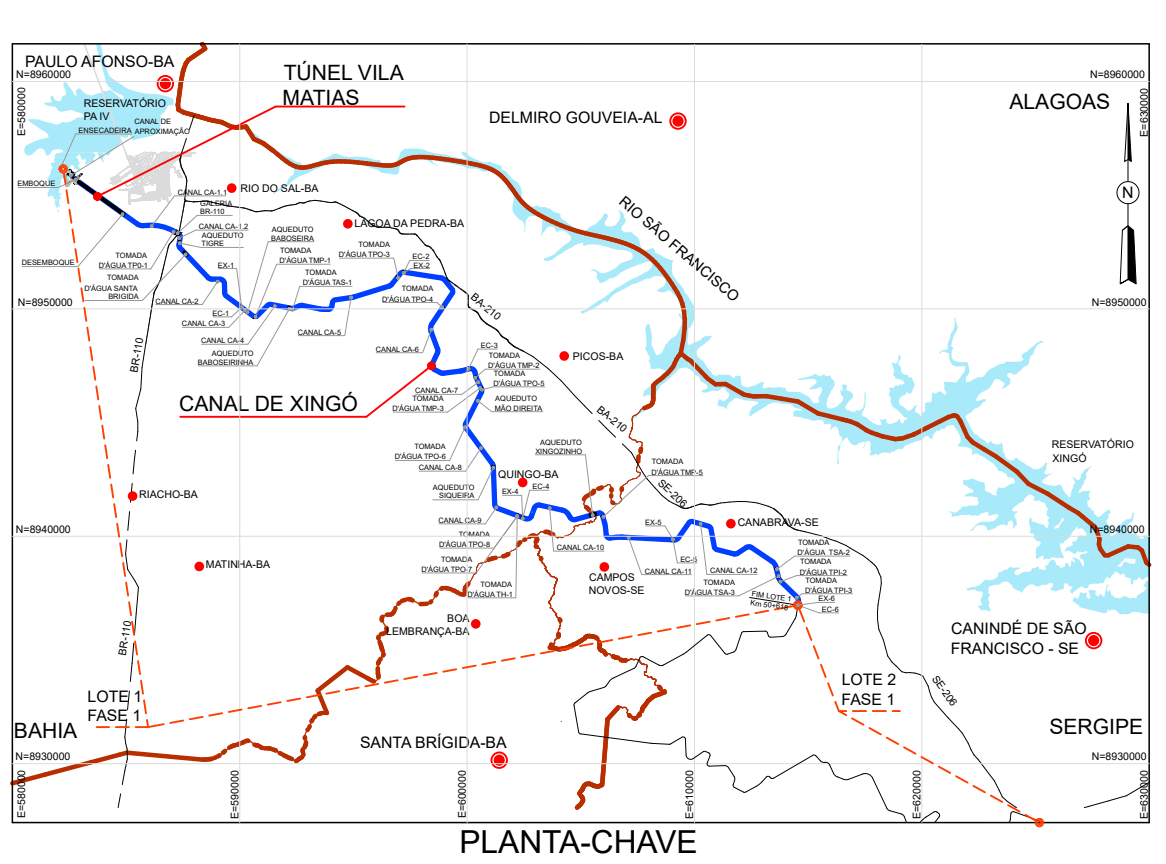 PAULO AFONSO-BA
N=8960000
N=8960000
E=580000
E=630000
TÚNEL VILA
MATIAS
ALAGOAS
DELMIRO GOUVEIA-AL
RESERVATÓRIO
PA IV
CANAL DE
APROXIMAÇÃO
ENSECADEIRA
EMBOQUE
N
CANAL CA-1.1
RIO DO SAL-BA
GALERIA
BR-110
CANAL CA-1.2
AQUEDUTO
TIGRE
LAGOA DA PEDRA-BA
RIO SÃO FRANCISCO
DESEMBOQUE
TOMADA
D'ÁGUA TP0-1
TOMADA
D'ÁGUA SANTA
BRIGIDA
EX-1
AQUEDUTO
BABOSEIRA
TOMADA
D'ÁGUA TMP-1
TOMADA
D'ÁGUA TAS-1
TOMADA
D'ÁGUA TPO-3
EC-2
EX-2
TOMADA
D'ÁGUA TPO-4
CANAL CA-2
EC-1
CANAL CA-3
CANAL CA-4
AQUEDUTO
BABOSEIRINHA
CANAL CA-5
BA-210
N=8950000
N=8950000
BR-110
CANAL CA-6
EC-3
TOMADA
D'ÁGUA TMP-2
TOMADA
D'ÁGUA TPO-5
PICOS-BA
CANAL DE XINGÓ
CANAL CA-7
TOMADA
D'ÁGUA TMP-3
AQUEDUTO
MÃO DIREITA
BA-210
TOMADA
D'ÁGUA TPO-6
CANAL CA-8
AQUEDUTO
XINGOZINHO
TOMADA
D'ÁGUA TMP-5
RESERVATÓRIO
XINGÓ
QUINGO-BA
AQUEDUTO
SIQUEIRA
EX-4
EC-4
SE-206
RIACHO-BA
CANAL CA-9
EX-5
CANABRAVA-SE
N=8940000
N=8940000
TOMADA
D'ÁGUA TPO-8
CANAL CA-10
TOMADA
D'ÁGUA TPO-7
TOMADA
D'ÁGUA TH-1
MATINHA-BA
CAMPOS
NOVOS-SE
CANAL CA-11
EC-5
CANAL CA-12
TOMADA
D'ÁGUA TSA-2
TOMADA
D'ÁGUA TPI-2
TOMADA
D'ÁGUA TSA-3
TOMADA
D'ÁGUA TPI-3
FIM LOTE 1
EX-6
EC-6
BOA
LEMBRANÇA-BA
BR-110
CANINDÉ DE SÃO
FRANCISCO - SE
LOTE 1
FASE 1
LOTE 2
FASE 1
SE-206
BAHIA
SANTA BRÍGIDA-BA
SERGIPE
N=8930000
N=8930000
E=580000
E=590000
E=600000
E=610000
E=620000
E=630000
PLANTA-CHAVE